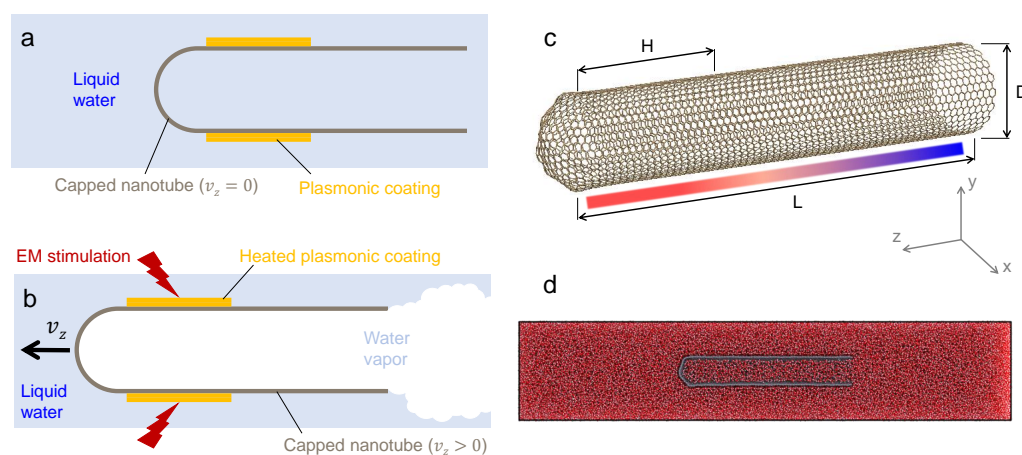 a
Liquid
water
Capped nanotube (v_z = 0)
Plasmonic coating
EM stimulation
Heated plasmonic coating
b
v_z
Water
vapor
Liquid
water
Capped nanotube (v_z > 0)
c
H
D
L
y
z
x
d